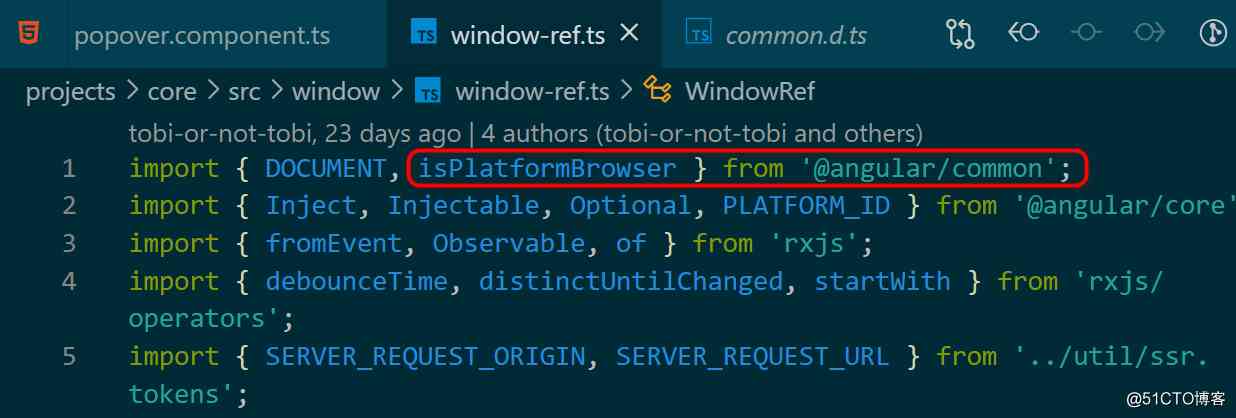 popover.component.ts TS window-ref.ts × TS common.d.ts
projects > core > src > window > TS window-ref.ts > WindowRef
tobi-or-not-tobi, 23 days ago | 4 authors (tobi-or-not-tobi and others)
1 import { DOCUMENT, isPlatformBrowser } from '@angular/common';
2 import { Inject, Injectable, Optional, PLATFORM_ID } from '@angular/core'
3 import { fromEvent, Observable, of } from 'rxjs';
4 import { debounceTime, distinctUntilChanged, startWith } from 'rxjs/
operators';
5 import { SERVER_REQUEST_ORIGIN, SERVER_REQUEST_URL } from '../util/ssr.
tokens';
@51CTO博客